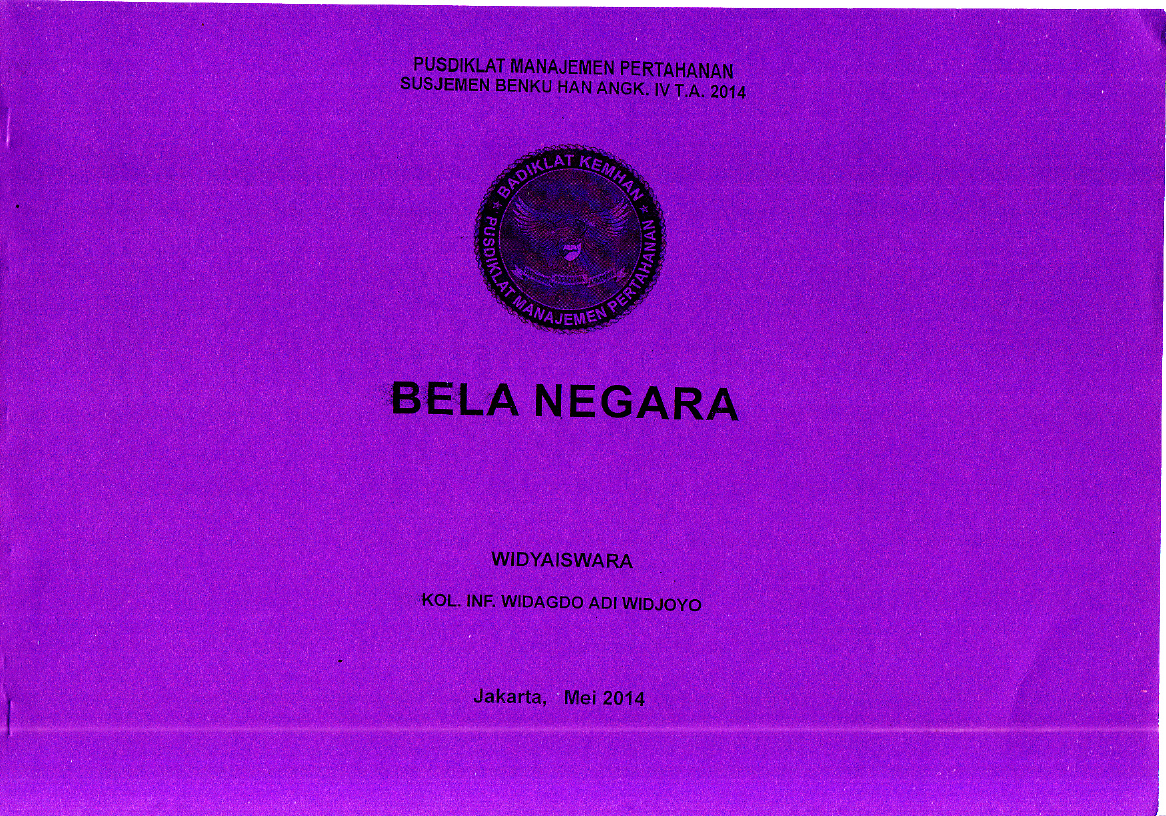 PUSDIKLAT MANAJEMEN PERTAHANAN
SUSJEMEN BENKU HAN ANGK. IV T.A. 2014
★ BADIKLAT KEMHAN ★
PUSDIKLAT MANAJEMEN PERTAHANAN
BELA NEGARA
WIDYAISWARA
KOL. INF. WIDAGDO ADI WIDJOYO
Jakarta, Mei 2014